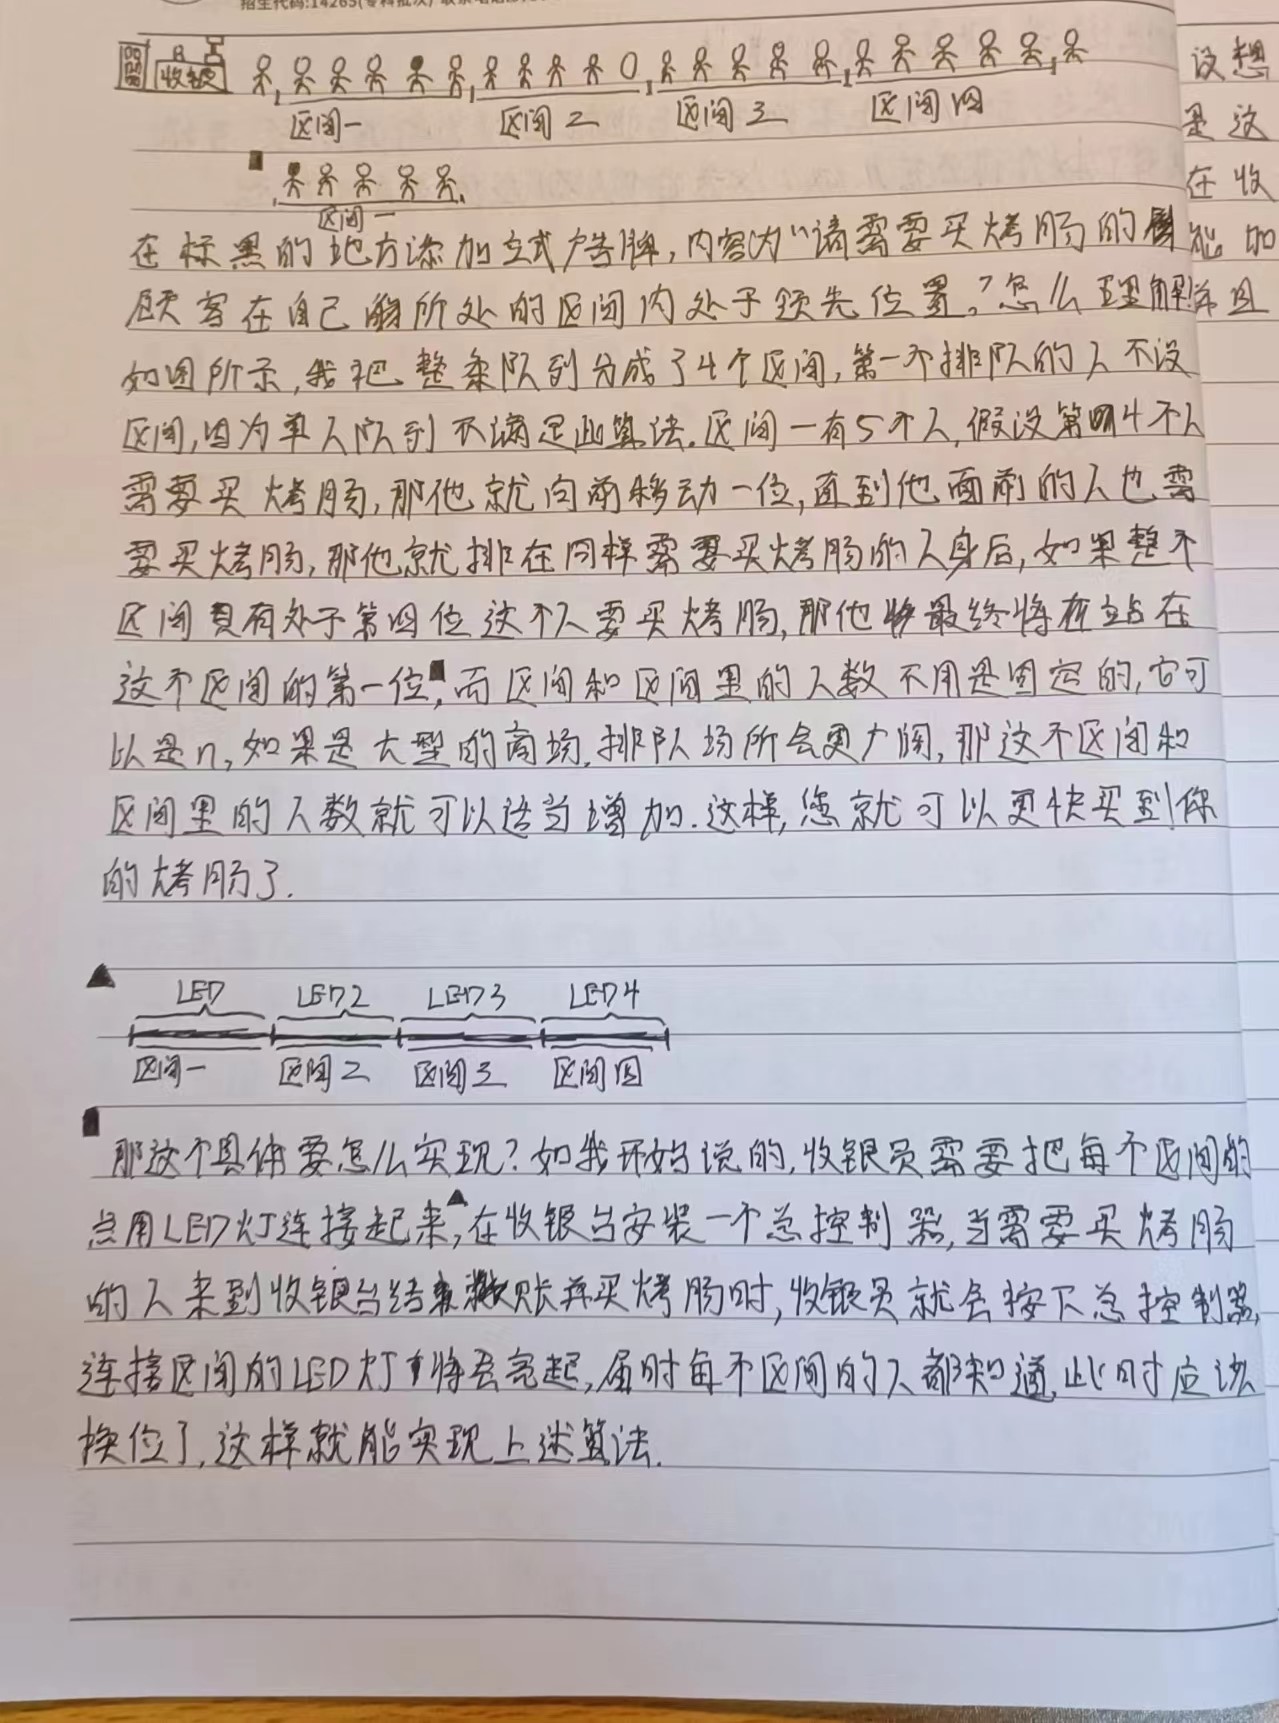 招生代码:14265(专科批次)
收银
区间一 区间2 区间3 区间四
区间一
在标黑的地方添加立式广告牌,内容为“请需要买烤肠的
顾客在自己所处的区间内处于领先位置。”怎么理解
如图所示,我把整条队列分成了4个区间,第一个排队的人不设
区间,因为单人队列不满足此算法.区间一有5个人,假设第4个人
需要买烤肠,那他就向前移动一位,直到他面前的人也需
要买烤肠,那他就排在同样需要买烤肠的人身后,如果整个
区间只有处于第四位这个人要买烤肠,那他最终将站在
这个区间的第一位,而区间和区间里的人数不用是固定的,它可
以是n,如果是大型的商场,排队场所会更广阔,那这个区间和
区间里的人数就可以适当增加.这样,您就可以更快买到你
的烤肠了.
LED LED2 LED3 LED4
区间一 区间2 区间3 区间四
那这个具体要怎么实现?如我开始说的,收银员需要把每个区间的
点用LED灯连接起来,在收银台安装一个总控制器,当需要买烤肠
的人来到收银台结账并买烤肠时,收银员就会按下总控制器,
连接区间的LED灯将会亮起,届时每个区间的人都知道,此时应该
换位了,这样就能实现上述算法.
设想
是这
在收
能加
并且